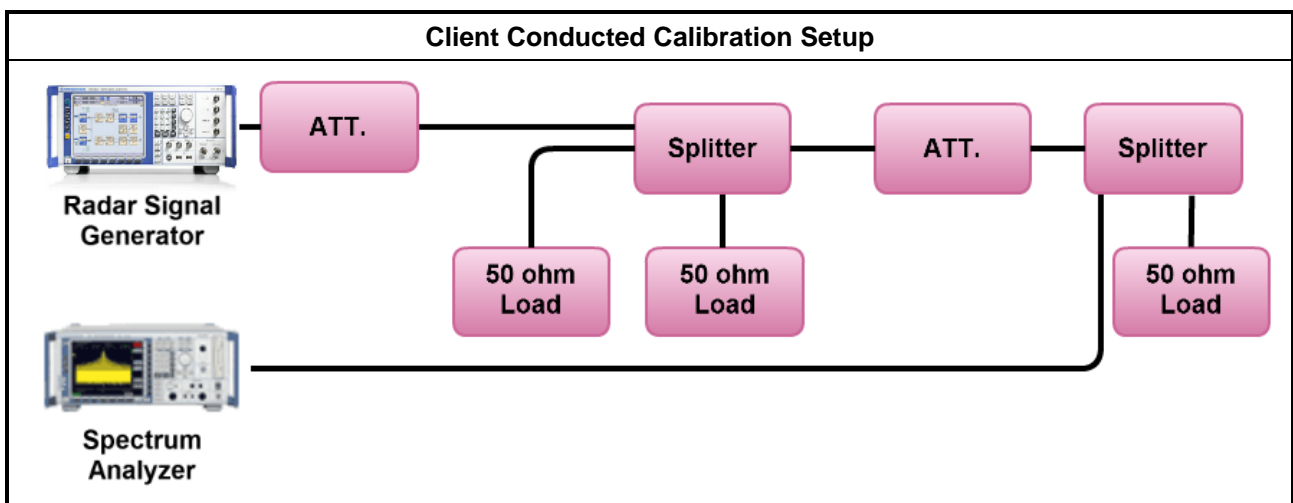 Client Conducted Calibration Setup
ATT.
Splitter
ATT.
Splitter
Radar Signal
Generator
50 ohm
Load
50 ohm
Load
50 ohm
Load
Spectrum
Analyzer